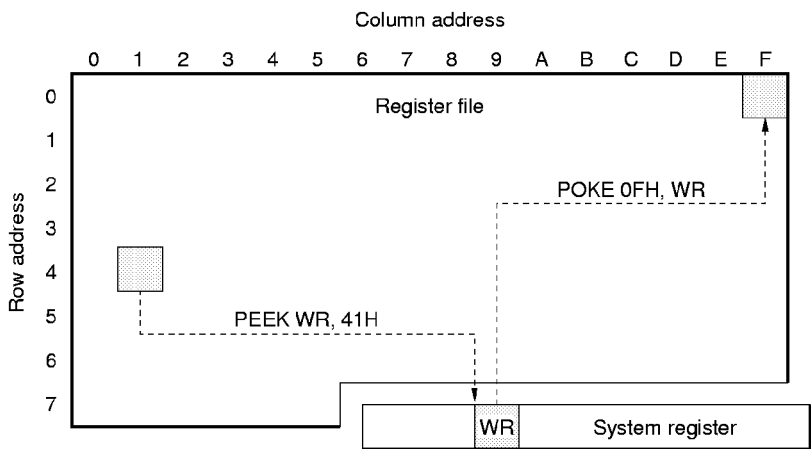 Column address
0 1 2 3 4 5 6 7 8 9 A B C D E F
Register file
Row address
0
1
2
3
4
5
6
7
POKE 0FH, WR
PEEK WR, 41H
WR
System register